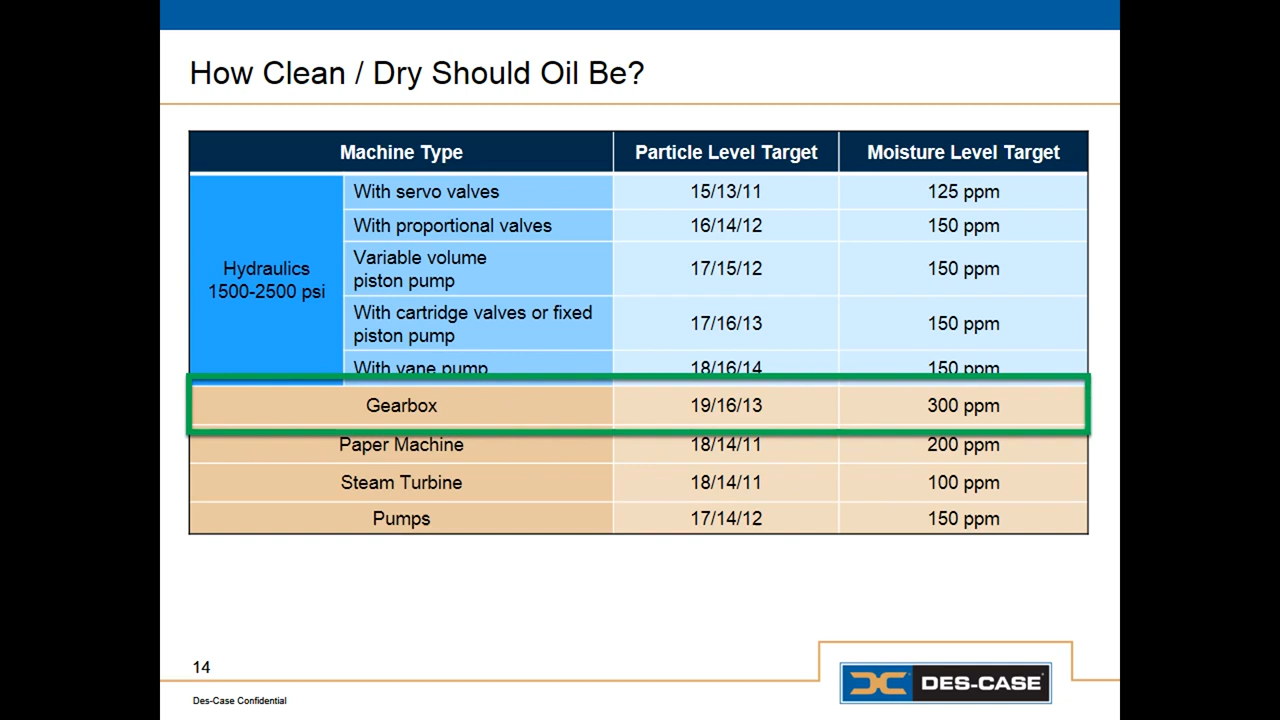 How Clean / Dry Should Oil Be?
Machine Type Particle Level Target Moisture Level Target
Hydraulics
1500-2500 psi
With servo valves 15/13/11 125 ppm
With proportional valves 16/14/12 150 ppm
Variable volume
piston pump 17/15/12 150 ppm
With cartridge valves or fixed
piston pump 17/16/13 150 ppm
With vane pump 18/16/14 150 ppm
Gearbox 19/16/13 300 ppm
Paper Machine 18/14/11 200 ppm
Steam Turbine 18/14/11 100 ppm
Pumps 17/14/12 150 ppm
14
Des-Case Confidential
DES-CASE